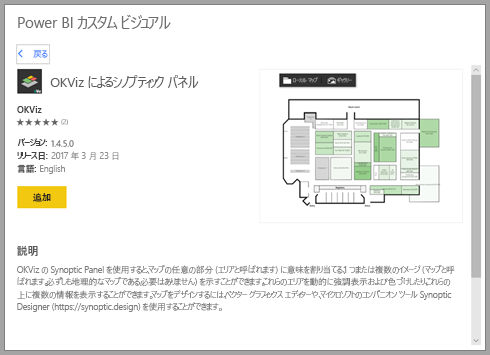 Power BI カスタム ビジュアル
戻る
OKViz によるシノプティック パネル
OKViz
(2)
バージョン: 1.4.5.0
リリース日: 2017 年 3 月 23 日
言語: English
追加
ローカル マップ ギャラリー
説明
OKViz の Synoptic Panel を使用すると、マップの任意の部分 (エリアと呼ばれます) に意味を割り当てる、1 つまたは複数のイメージ (マップと呼
ばれます。必ずしも地理的なマップである必要はありません) を示すことができます。これらのエリアを動的に強調表示および色づけしたり、これらの
上に複数の情報を表示することができます。マップをデザインするには、ベクター グラフィックス エディターや、マイクロソフトのコンパニオン ツール Synoptic
Designer (https://synoptic.design) を使用することができます。